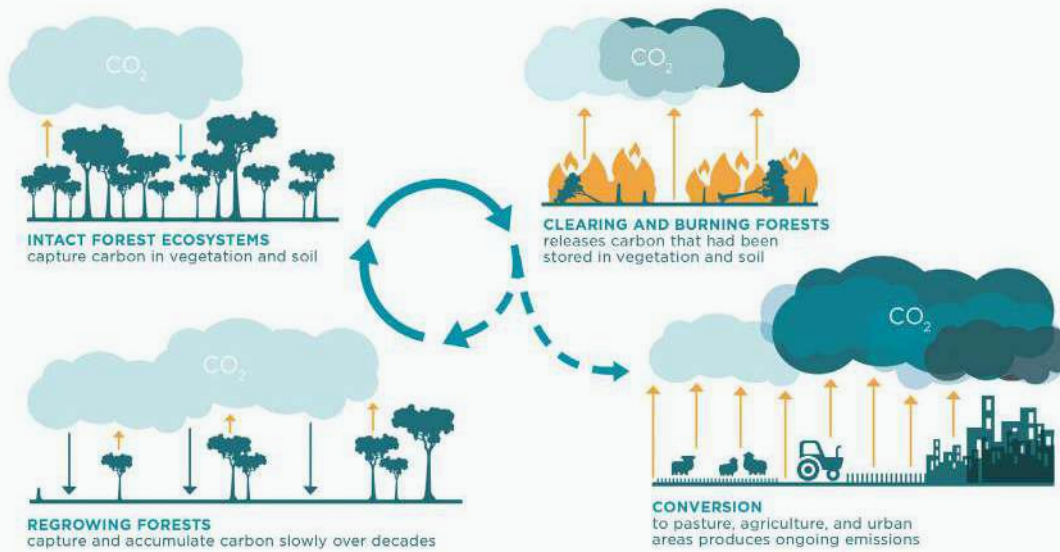 CO₂
INTACT FOREST ECOSYSTEMS
capture carbon in vegetation and soil
CO₂
CLEARING AND BURNING FORESTS
releases carbon that had been
stored in vegetation and soil
CO₂
REGROWING FORESTS
capture and accumulate carbon slowly over decades
CO₂
CONVERSION
to pasture, agriculture, and urban
areas produces ongoing emissions